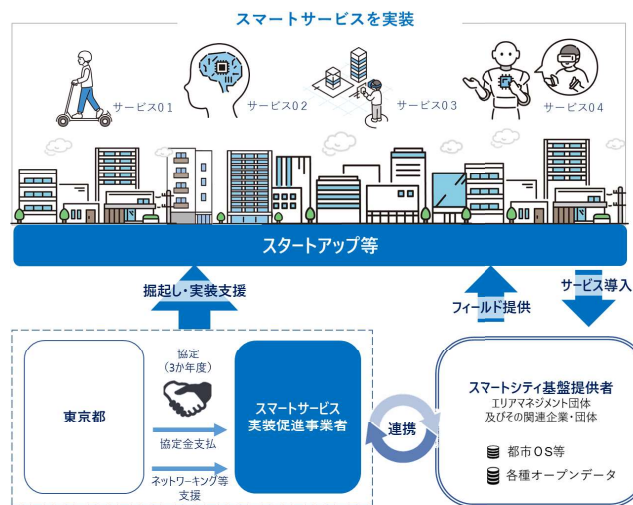 スマートサービスを実装
サービス01
サービス02
サービス03
サービス04
スタートアップ等
掘起し・実装支援
フィールド提供
サービス導入
東京都
協定
(3か年度)
協定金支払
ネットワーキング等
支援
スマートサービス
実装促進事業者
連携
スマートシティ基盤提供者
エリアマネジメント団体
及びその関連企業・団体
都市OS等
各種オープンデータ